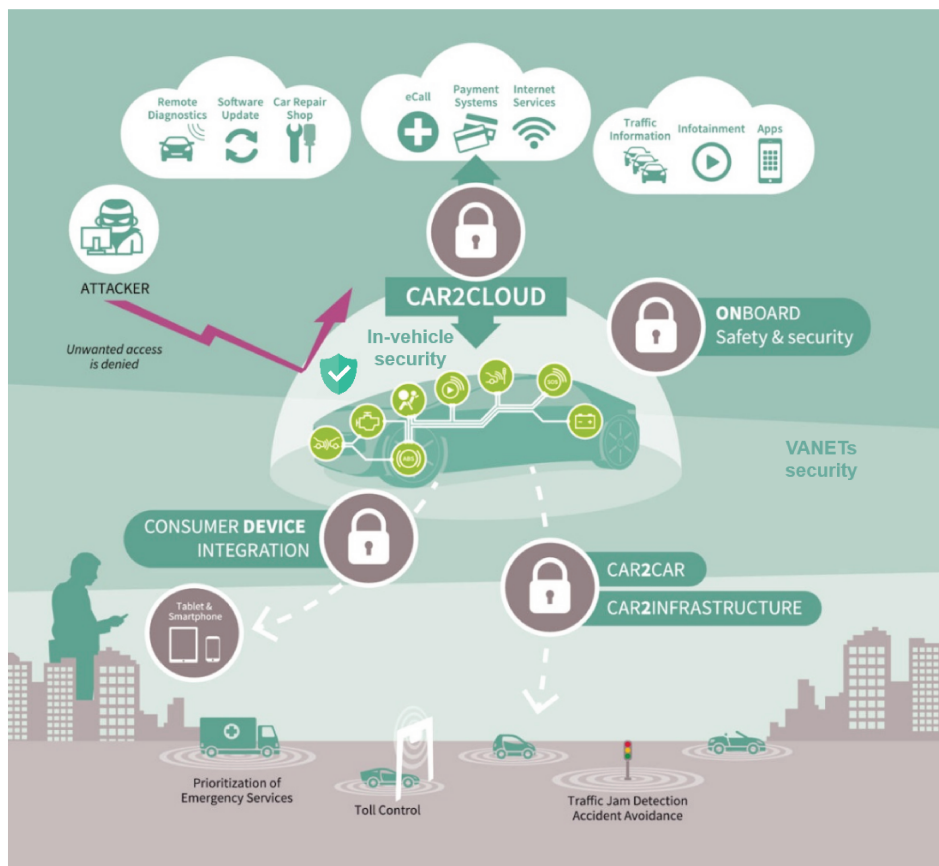 Remote
Diagnostics
Software
Update
Car Repair
Shop
eCall
Payment
Systems
Internet
Services
Traffic
Information
Infotainment
Apps
ATTACKER
Unwanted access
is denied
CAR2CLOUD
In-vehicle
security
ONBOARD
Safety & security
SOS
ABS
VANETs
security
CONSUMER DEVICE
INTEGRATION
CAR2CAR
CAR2INFRASTRUCTURE
Tablet &
Smartphone
Prioritization of
Emergency Services
Toll Control
Traffic Jam Detection
Accident Avoidance